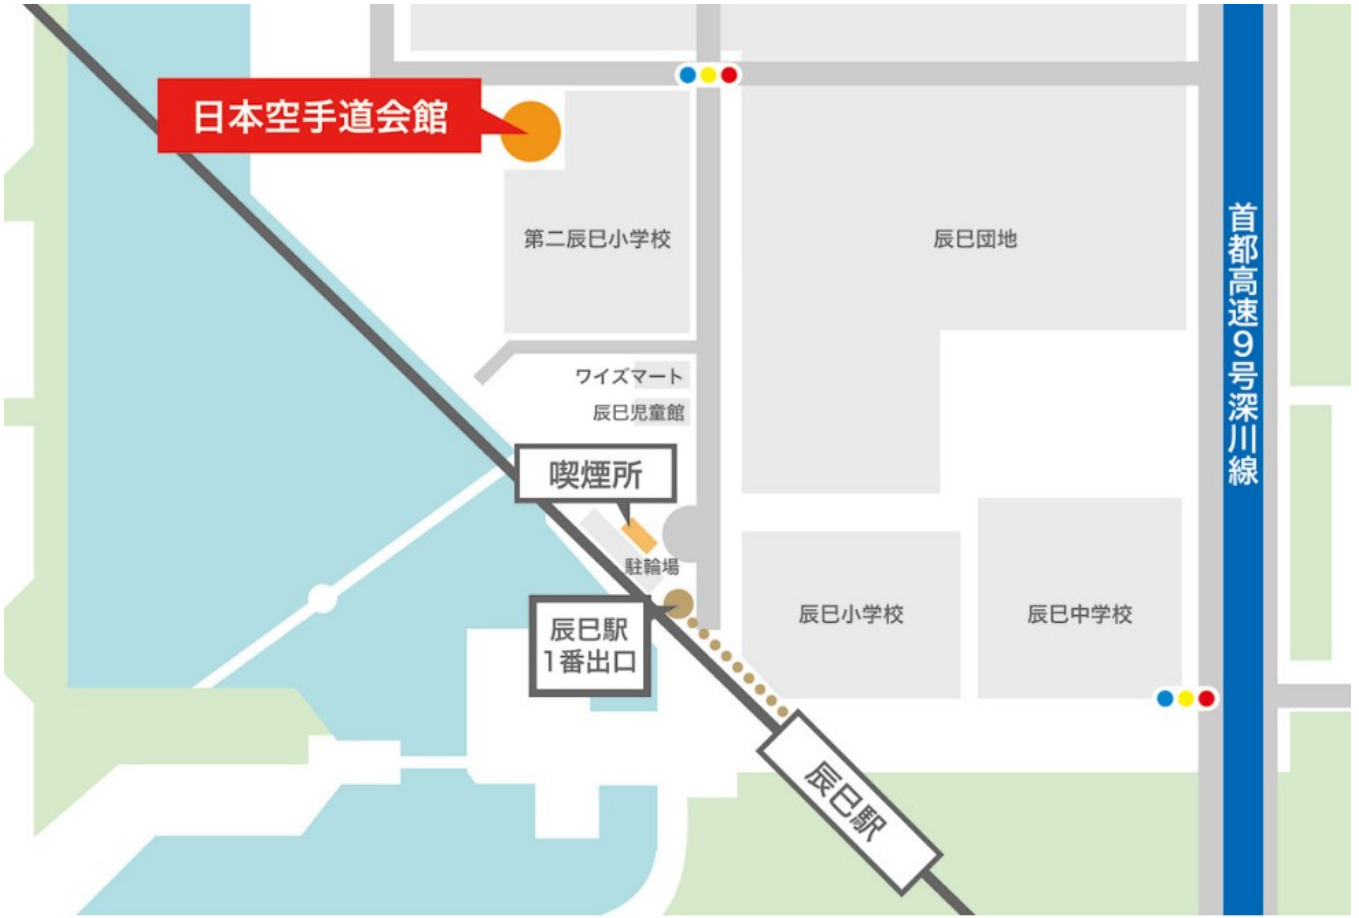 日本空手道会館
第二辰巳小学校
辰巳団地
首都高速9号深川線
ワイズマート
辰巳児童館
喫煙所
駐輪場
辰巳駅
1番出口
辰巳小学校
辰巳中学校
辰巳駅